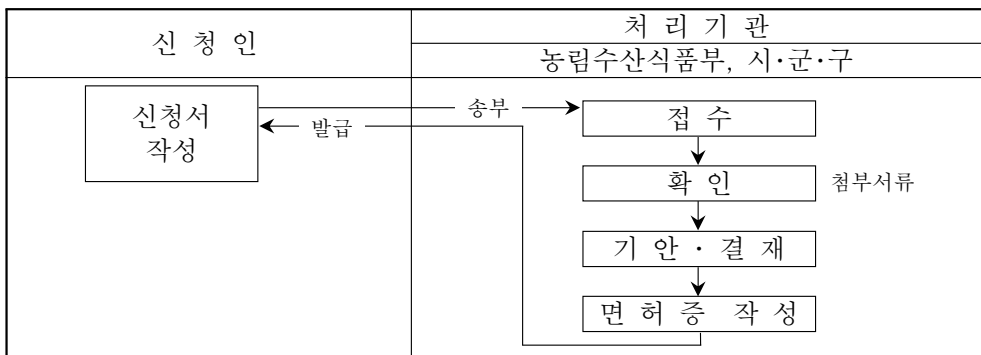 신 청 인
처 리 기 관
농림수산식품부, 시·군·구
신청서
작성
송부
발급
접 수
확 인
첨부서류
기 안 · 결 재
면 허 증 작 성